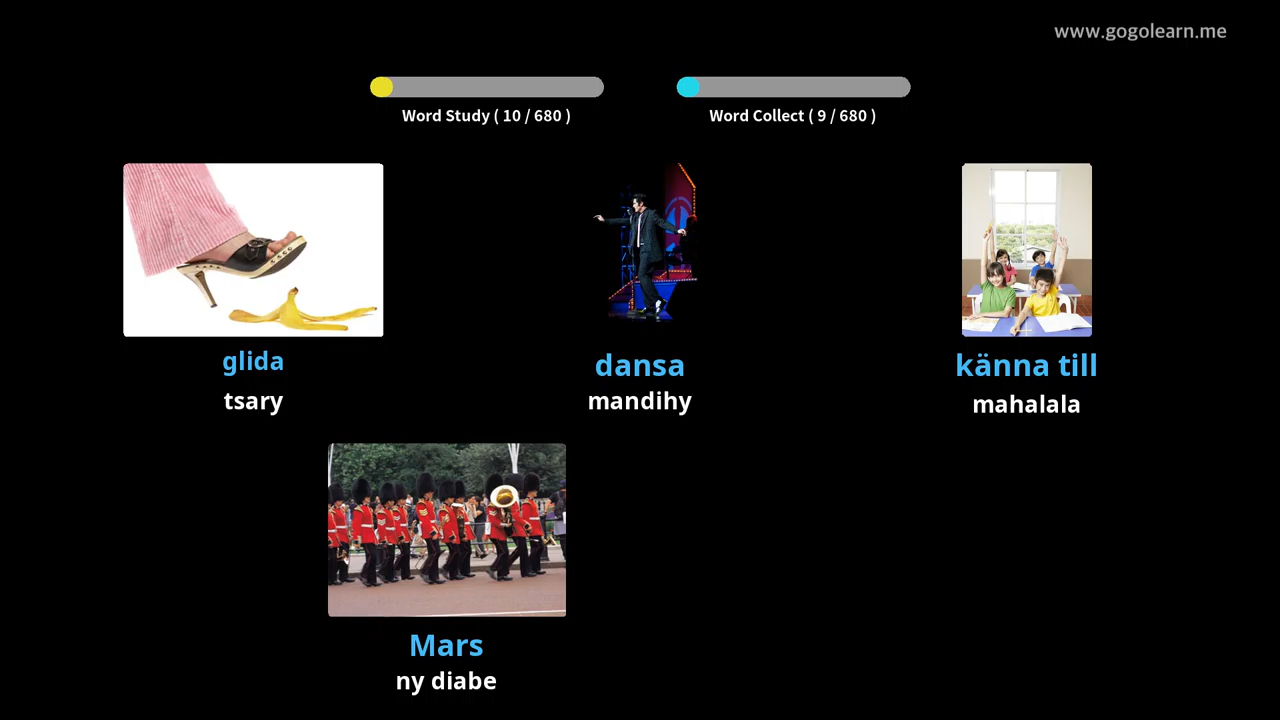 www.gogolearn.me
Word Study ( 10 / 680 )
Word Collect ( 9 / 680 )
glida
tsary
dansa
mandihy
känna till
mahalala
Mars
ny diabe